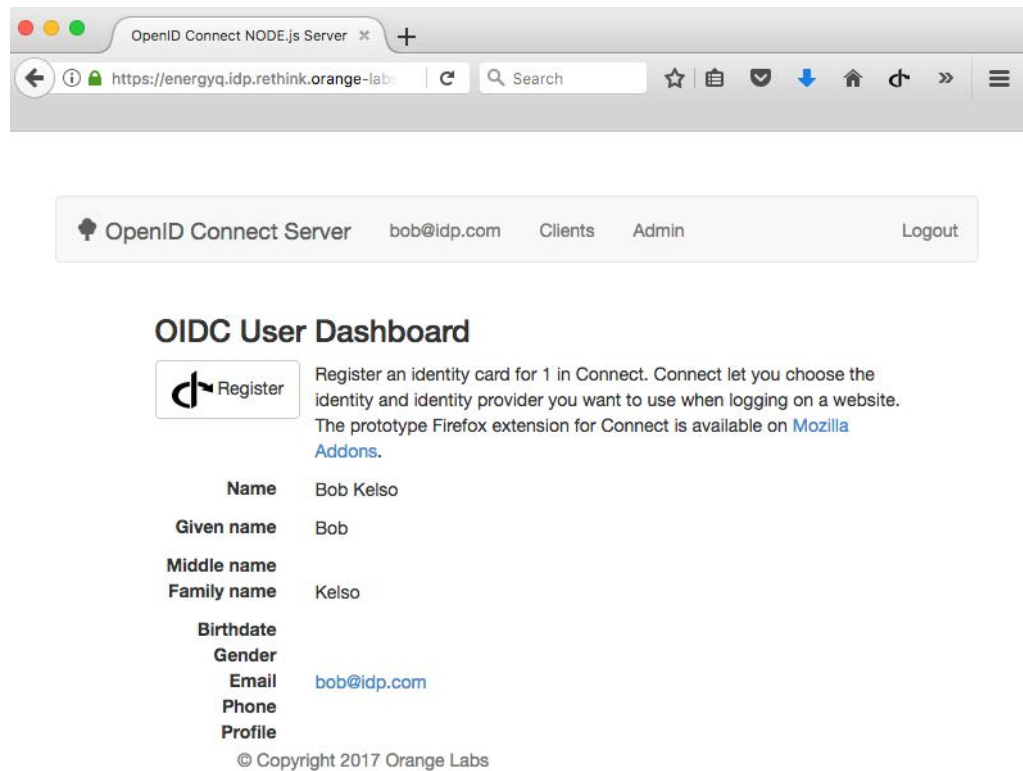 OpenID Connect NODE.js Server
https://energyq.idp.rethink.orange-lab
Search
OpenID Connect Server bob@idp.com Clients Admin Logout
OIDC User Dashboard
Register
Register an identity card for 1 in Connect. Connect let you choose the
identity and identity provider you want to use when logging on a website.
The prototype Firefox extension for Connect is available on Mozilla
Addons.
Name Bob Kelso
Given name Bob
Middle name
Family name Kelso
Birthdate
Gender
Email bob@idp.com
Phone
Profile
© Copyright 2017 Orange Labs